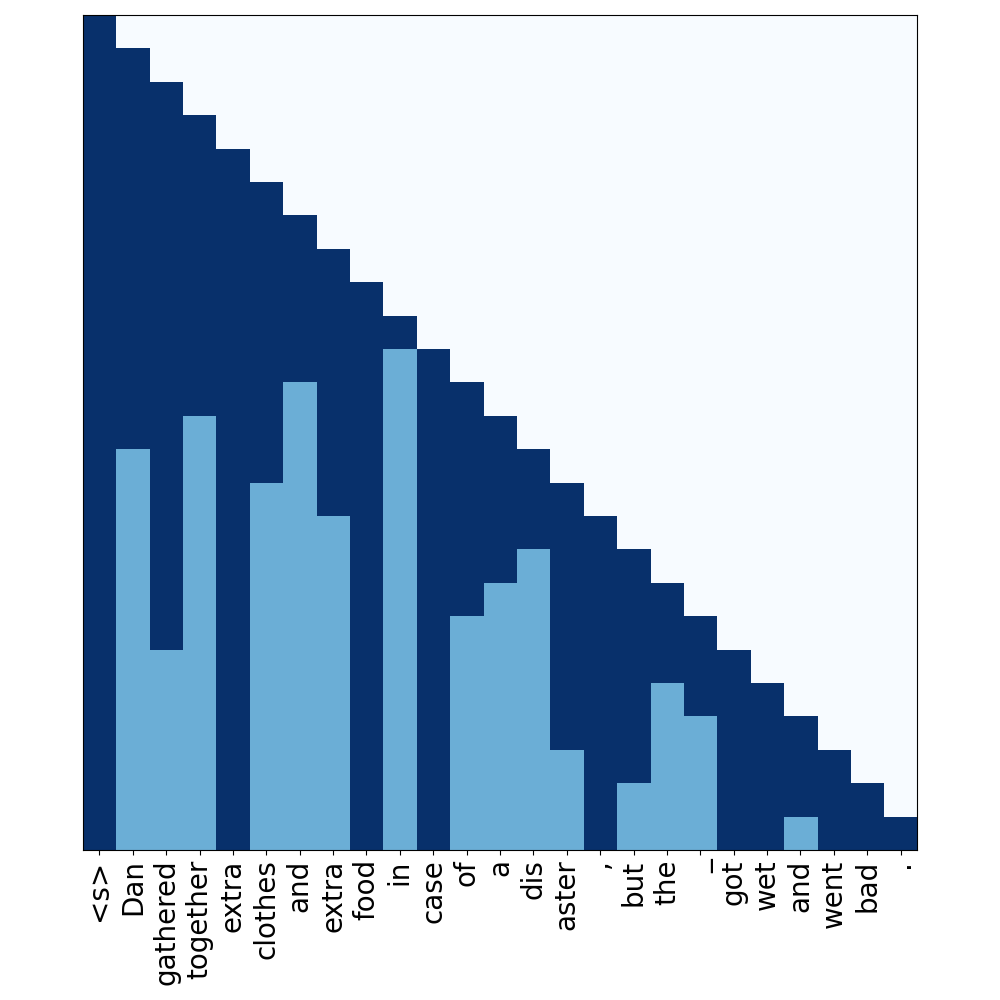 <s> Dan gathered together extra clothes and extra food in case of a dis aster , but the _ got wet and went bad .